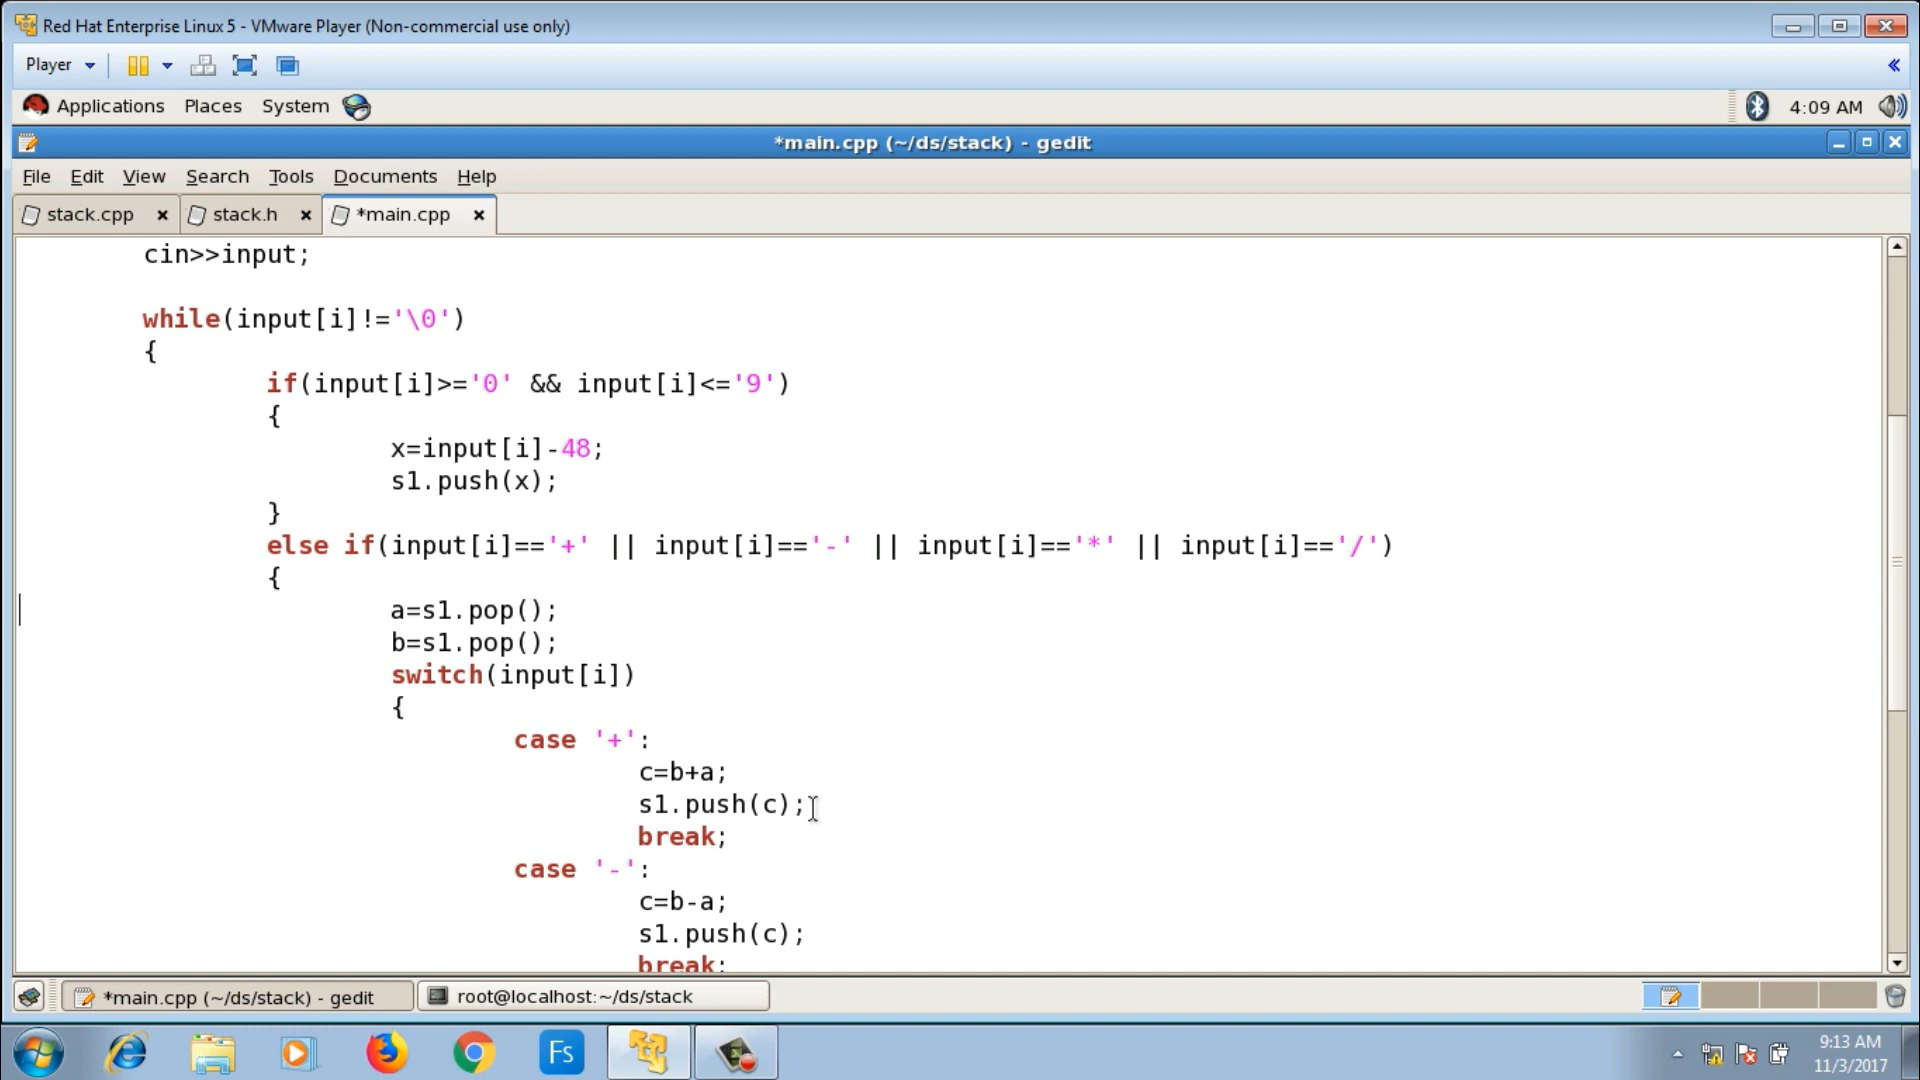 Red Hat Enterprise Linux 5 - VMware Player (Non-commercial use only)
Player
Applications Places System 4:09 AM
*main.cpp (~/ds/stack) - gedit
File Edit View Search Tools Documents Help
stack.cpp stack.h *main.cpp
cin>>input;
while(input[i]!='\0')
{
if(input[i]>='0' && input[i]<='9')
{
x=input[i]-48;
s1.push(x);
}
else if(input[i]=='+' || input[i]=='-' || input[i]=='*' || input[i]=='/')
{
a=s1.pop();
b=s1.pop();
switch(input[i])
{
case '+':
c=b+a;
s1.push(c);
break;
case '-':
c=b-a;
s1.push(c);
break;
*main.cpp (~/ds/stack) - gedit root@localhost:~/ds/stack
Fs
9:13 AM
11/3/2017